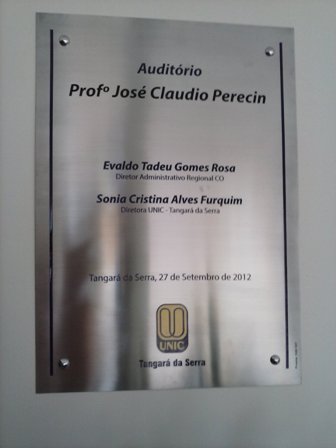 Auditório
Profº José Claudio Perecin
Evaldo Tadeu Gomes Rosa
Diretor Administrativo Regional CO
Sonia Cristina Alves Furquim
Diretora UNIC - Tangará da Serra
Tangará da Serra, 27 de Setembro de 2012
UNIC
Tangará da Serra